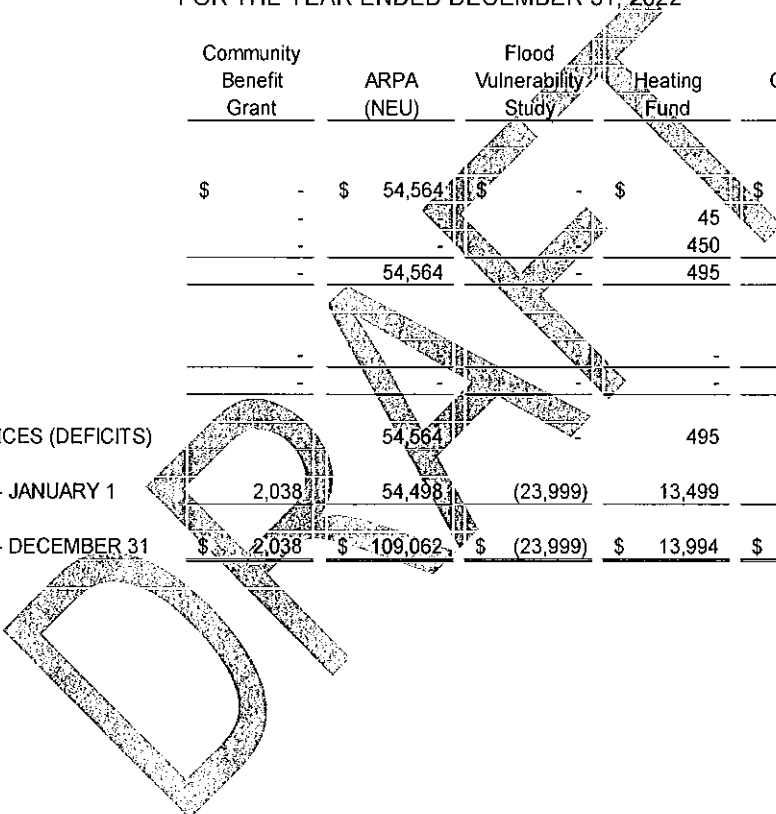 FOR THE YEAR ENDED DECEMBER 31, 2022
Community Benefit Grant ARPA (NEU) Flood Vulnerability Study Heating Fund
$ - $ 54,564 $ - $ - $
- - - 45
- - - 450
- 54,564 - 495
- - - -
- - - -
ICES (DEFICITS) - 54,564 - 495
- JANUARY 1 2,038 54,498 (23,999) 13,499
- DECEMBER 31 $ 2,038 $ 109,062 $ (23,999) $ 13,994 $
DRAFT